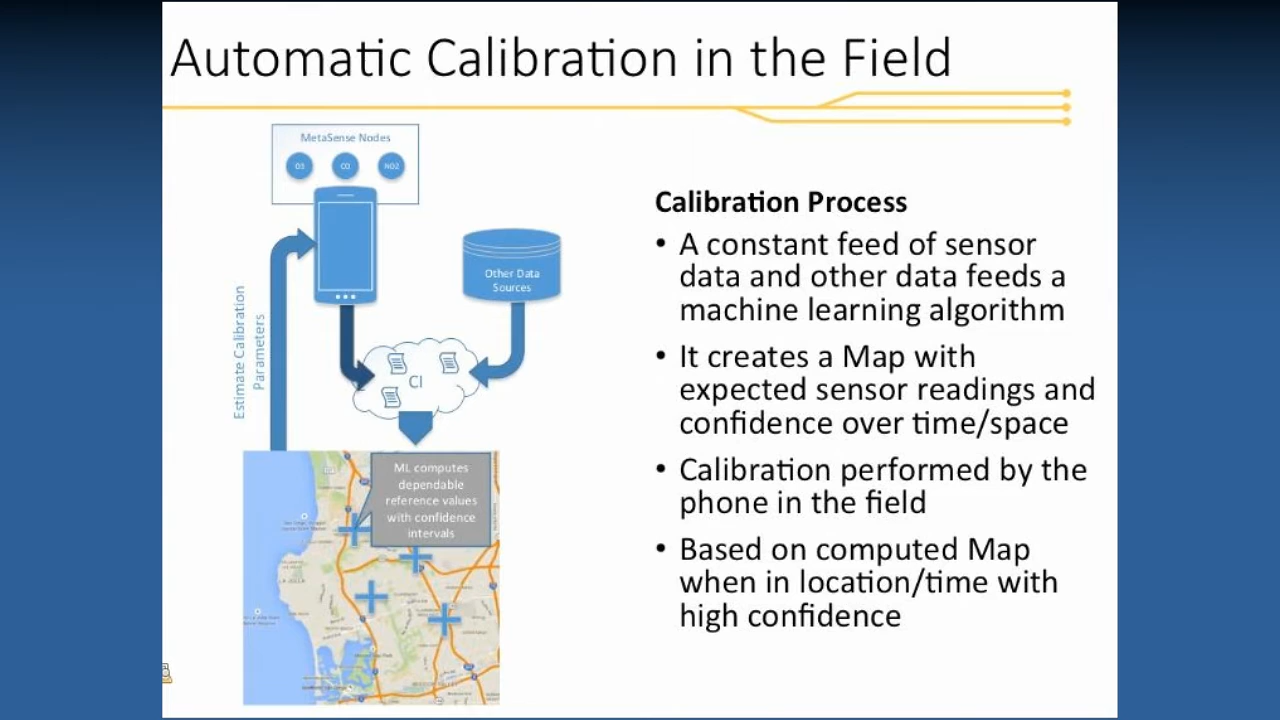 Automatic Calibration in the Field
MetaSense Nodes
O3
CO
NO2
Other Data
Sources
Estimate Calibration
Parameters
CI
ML computes
dependable
reference values
with confidence
intervals
LA JOLLA
Calibration Process
• A constant feed of sensor
data and other data feeds a
machine learning algorithm
• It creates a Map with
expected sensor readings and
confidence over time/space
• Calibration performed by the
phone in the field
• Based on computed Map
when in location/time with
high confidence